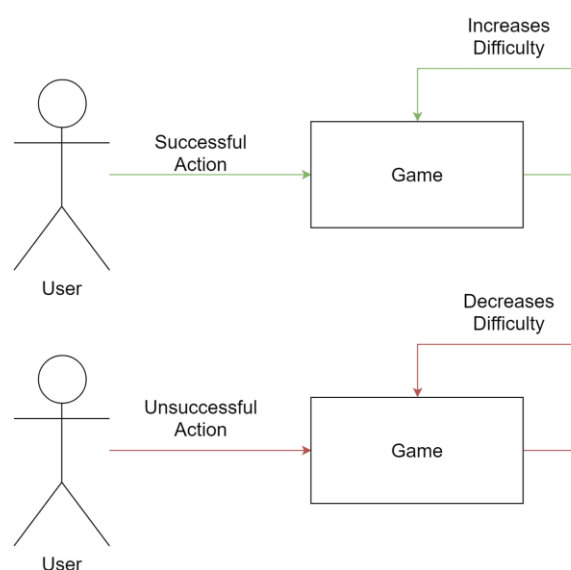 Increases
Difficulty
Successful
Action
Game
User
Decreases
Difficulty
Unsuccessful
Action
Game
User